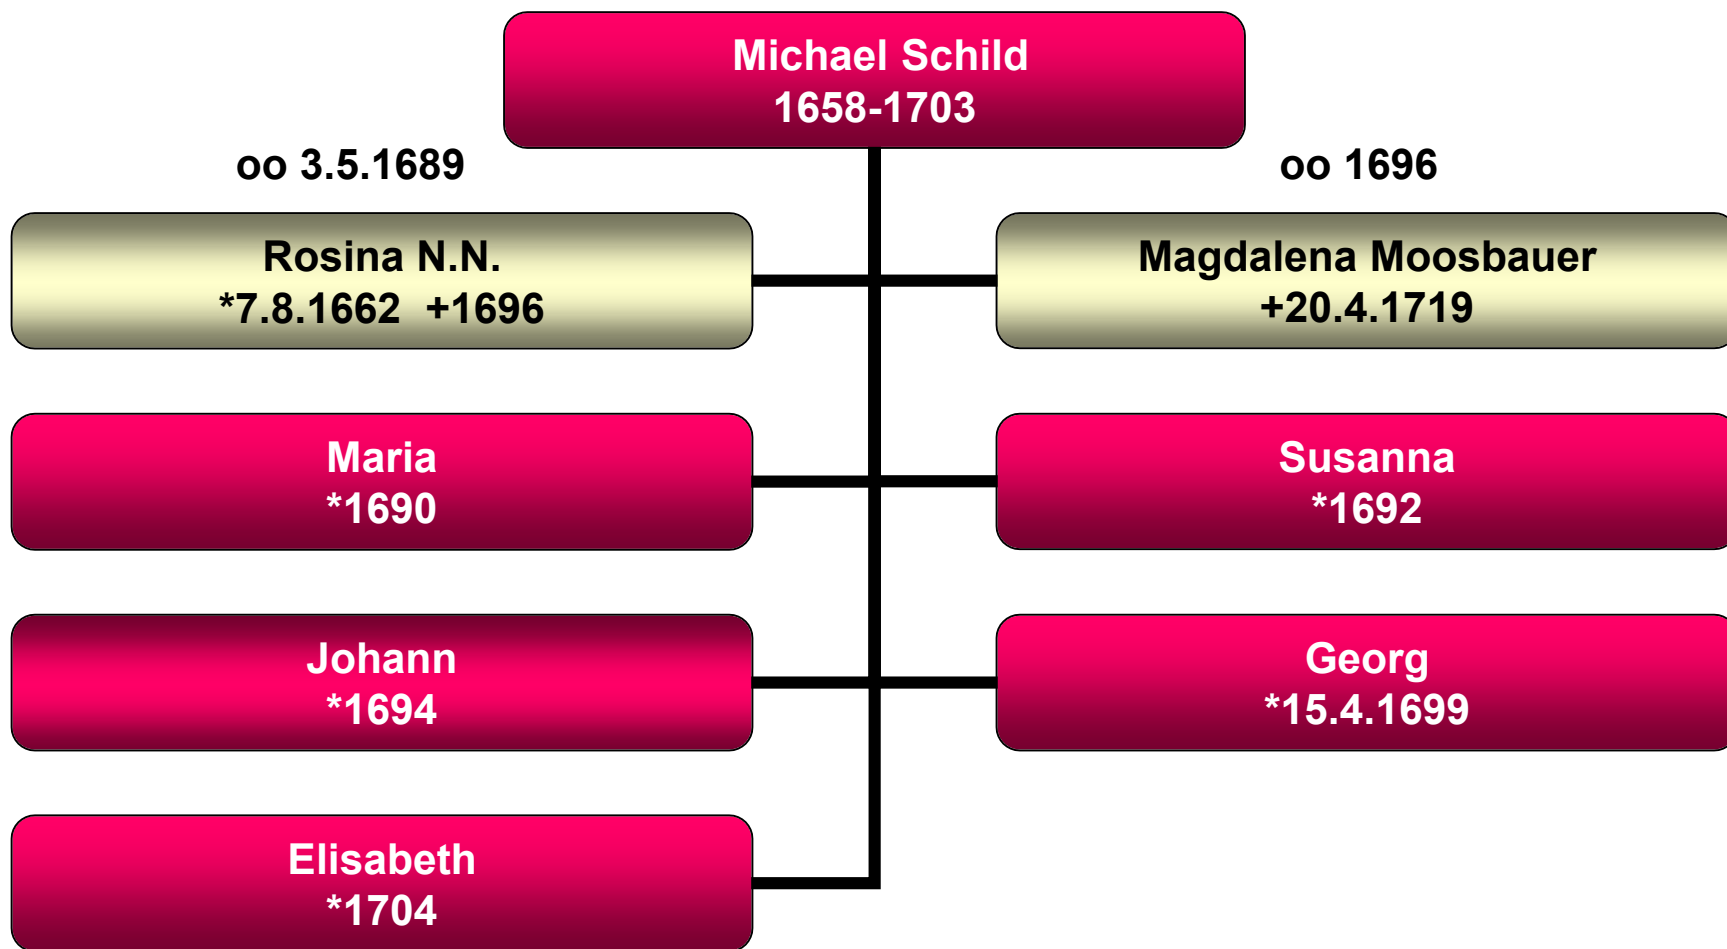 Michael Schild
1658-1703
oo 3.5.1689
oo 1696
Rosina N.N.
*7.8.1662  +1696
Magdalena Moosbauer
+20.4.1719
Maria
*1690
Susanna
*1692
Johann
*1694
Georg
*15.4.1699
Elisabeth
*1704